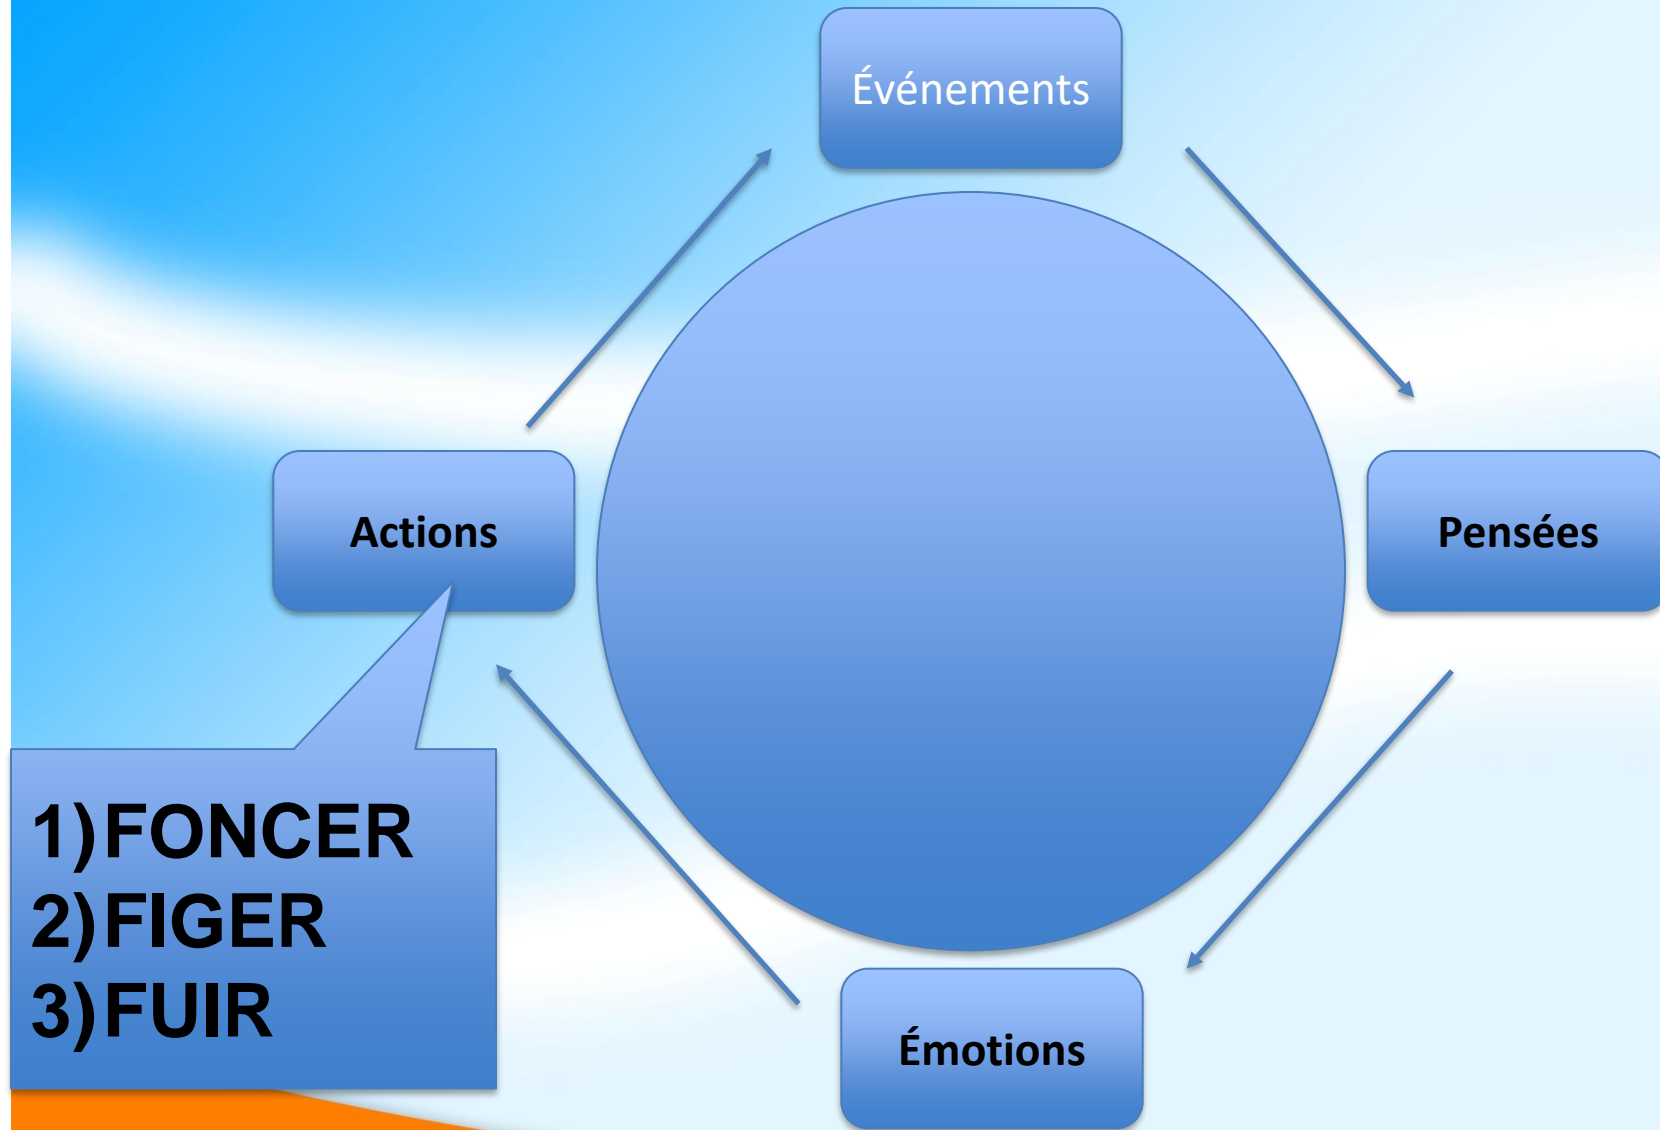 Événements
Actions
Pensées
1)FONCER
2)FIGER
3)FUIR
Émotions